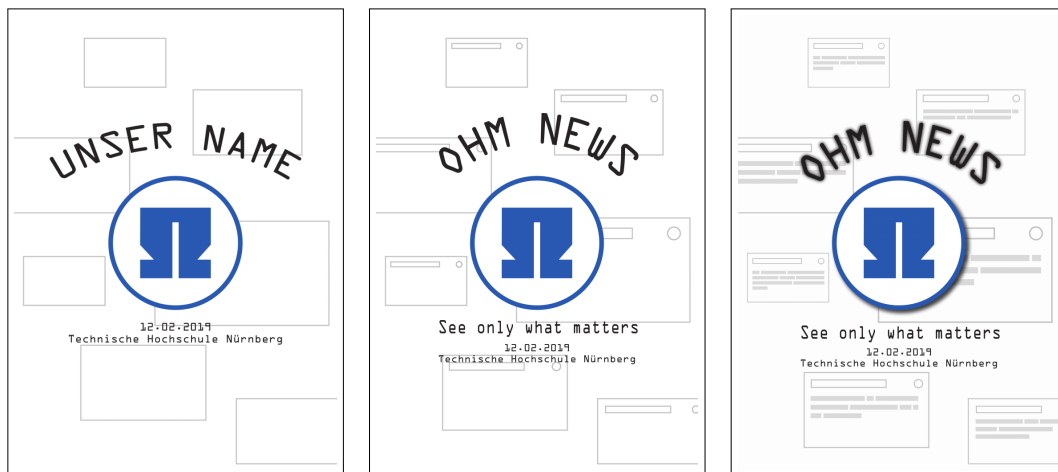 UNSER NAME
12.02.2019
Technische Hochschule Nürnberg
OHM NEWS
See only what matters
12.02.2019
Technische Hochschule Nürnberg
OHM NEWS
See only what matters
12.02.2019
Technische Hochschule Nürnberg